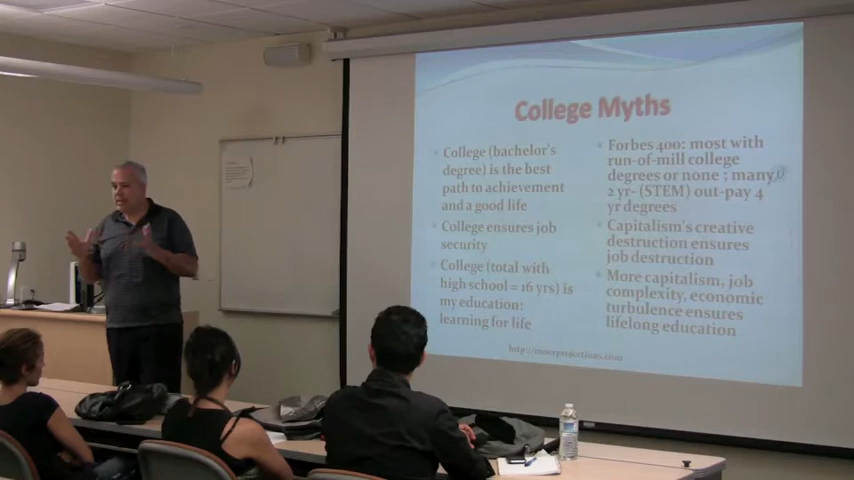 College Myths
College (bachelor's
degree) is the best
path to achievement
and a good life
College ensures job
security
College (total with
high school = 16 yrs) is
my education:
learning for life
Forbes 400: most with
run-of-mill college
degrees or none ; many
2 yr- (STEM) out-pay 4
yr degrees
Capitalism's creative
destruction ensures
job destruction
More capitalism, job
complexity, economic
turbulence ensures
lifelong education